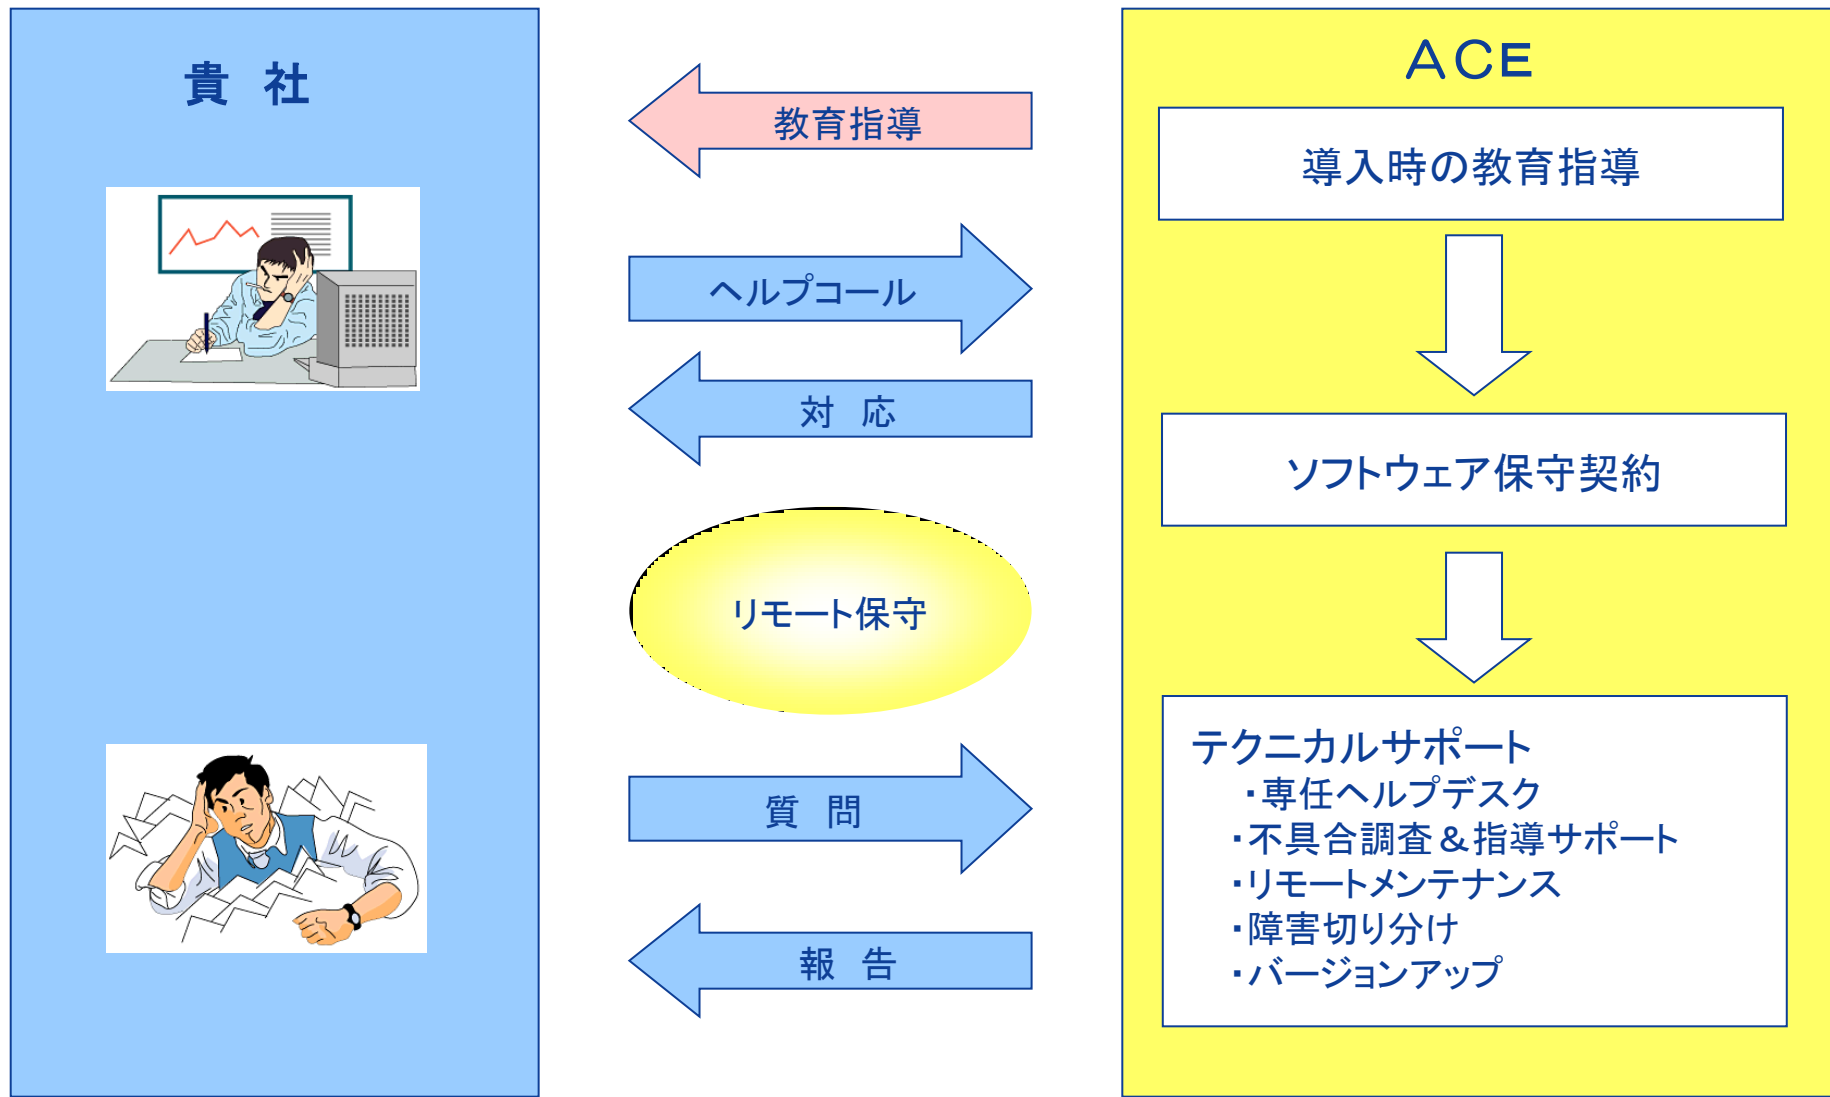 貴　社
教育指導
ヘルプコール
対　応
リモート保守
質　問
報　告
ＡＣＥ
導入時の教育指導
ソフトウェア保守契約
テクニカルサポート
・専任ヘルプデスク
・不具合調査＆指導サポート
・リモートメンテナンス
・障害切り分け
・バージョンアップ